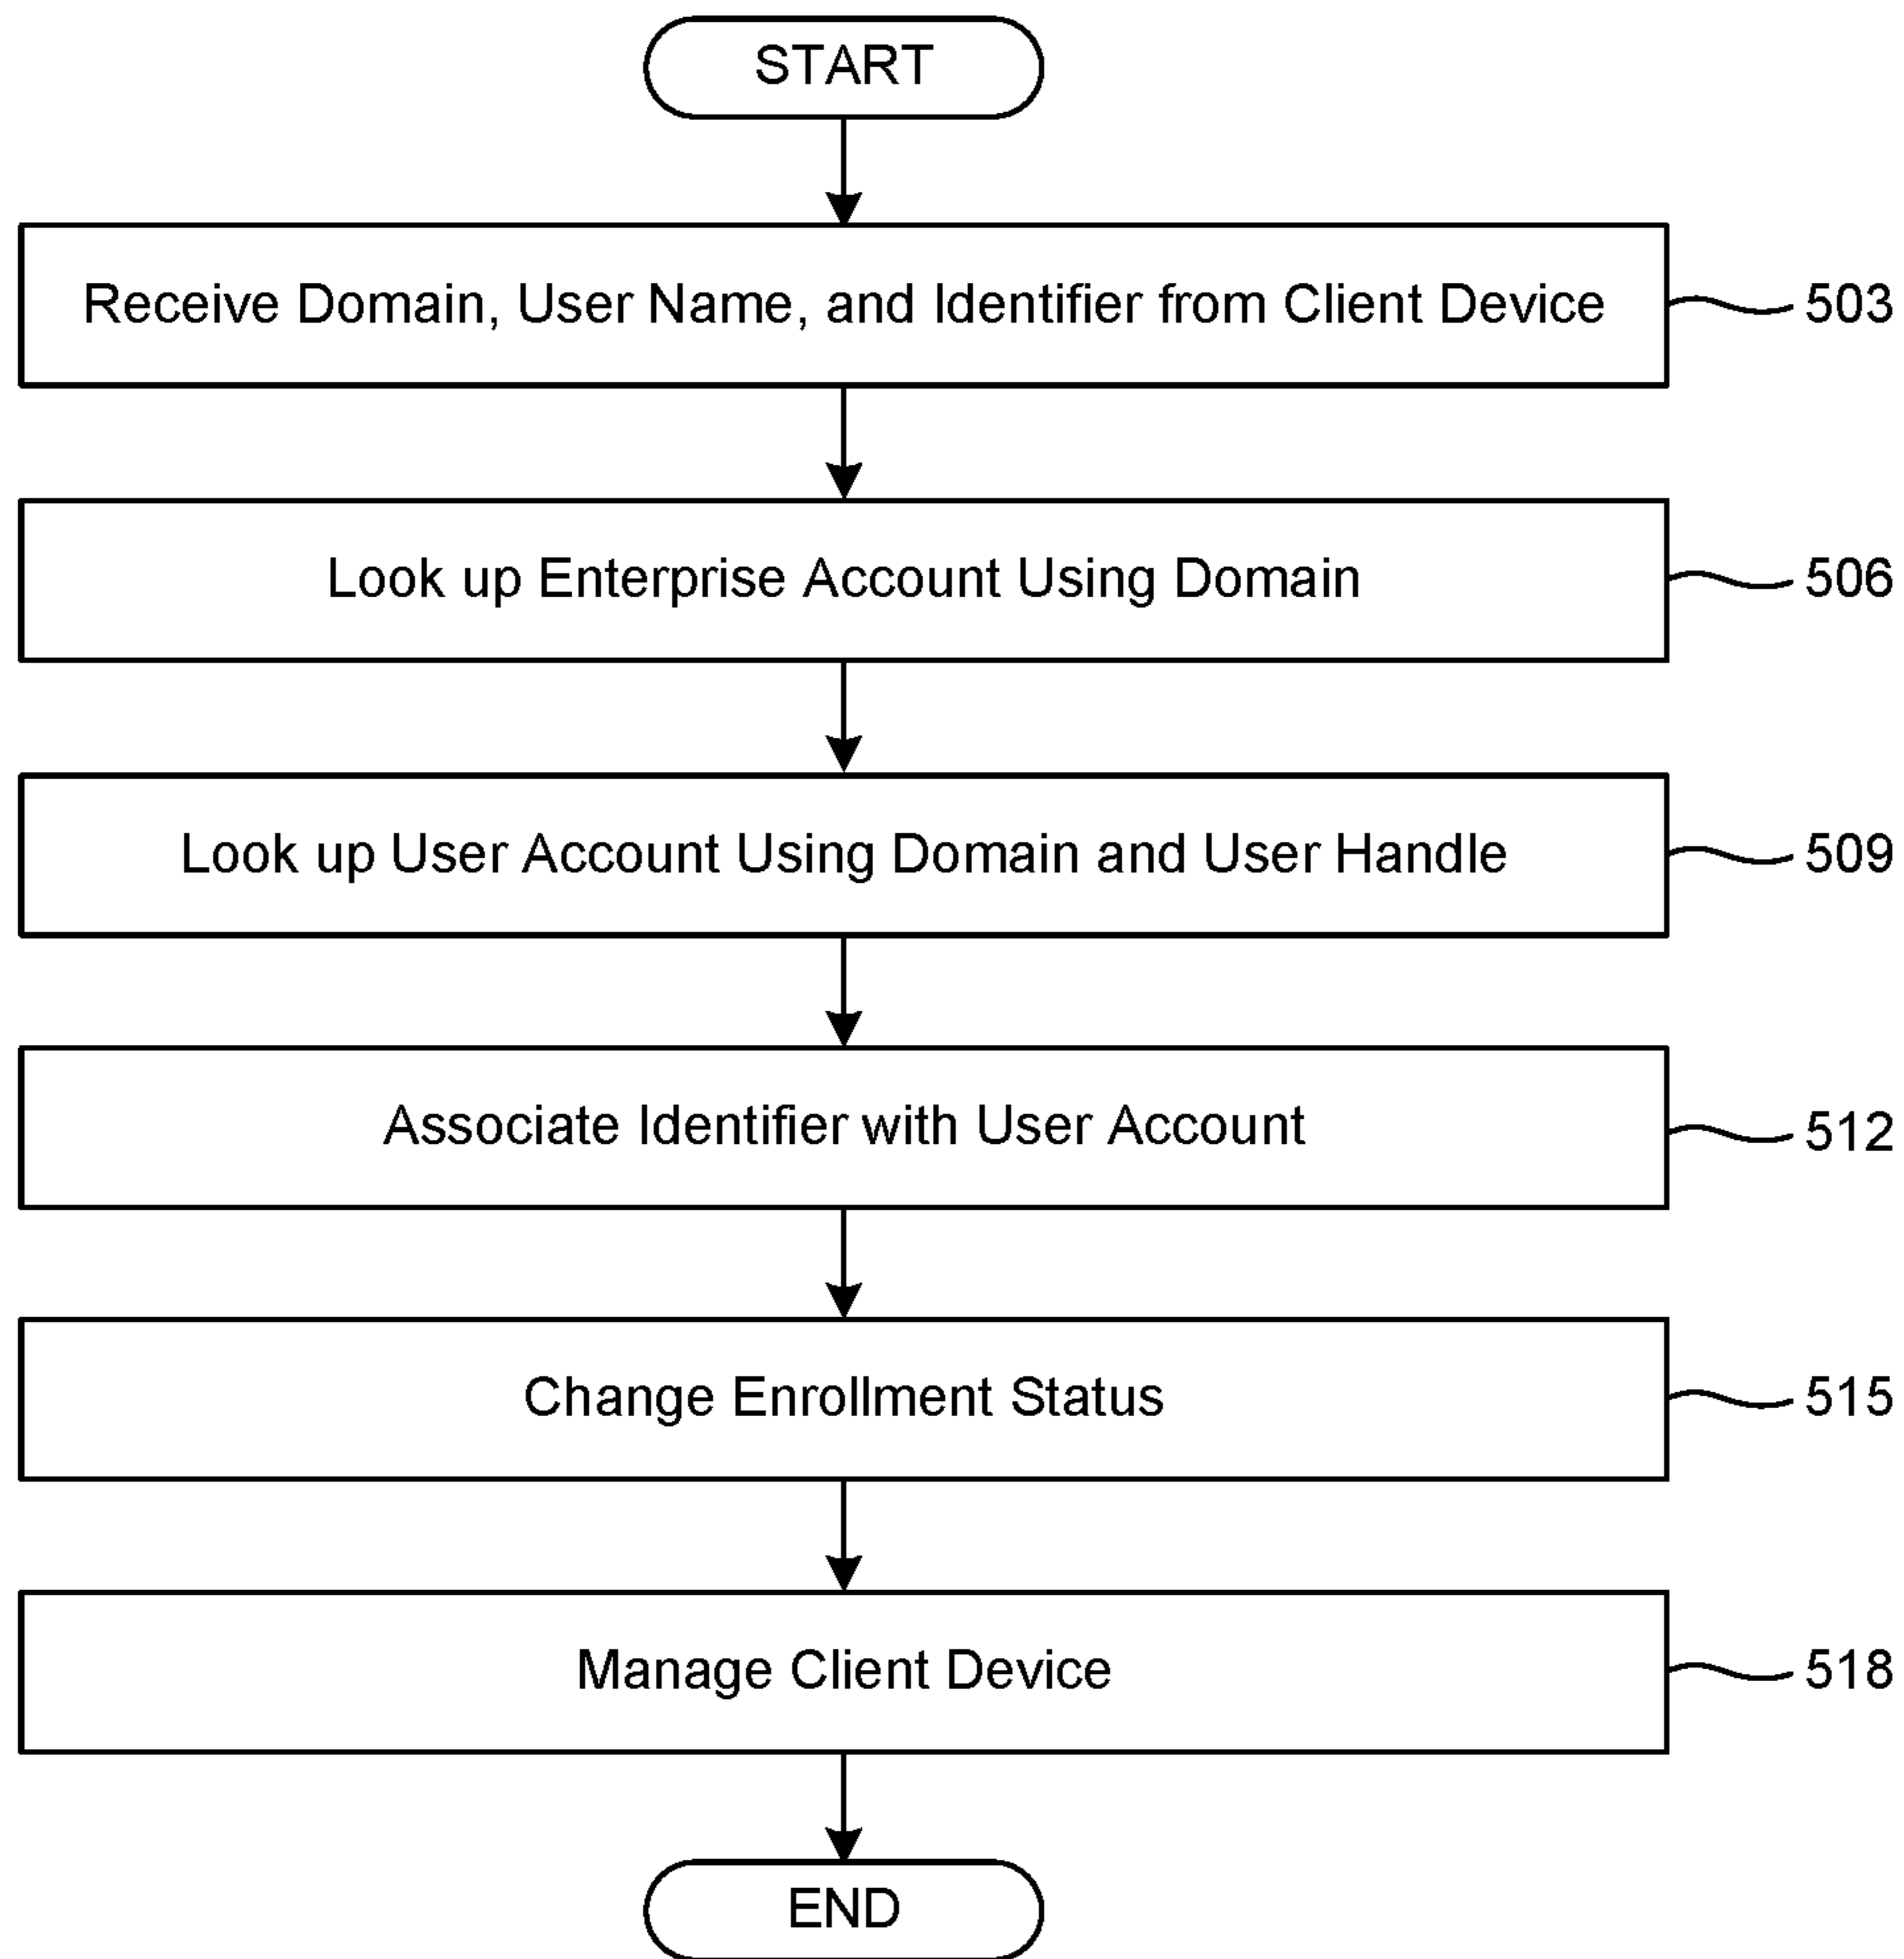 START
Receive Domain, User Name, and Identifier from Client Device 503
Look up Enterprise Account Using Domain 506
Look up User Account Using Domain and User Handle 509
Associate Identifier with User Account 512
Change Enrollment Status 515
Manage Client Device 518
END